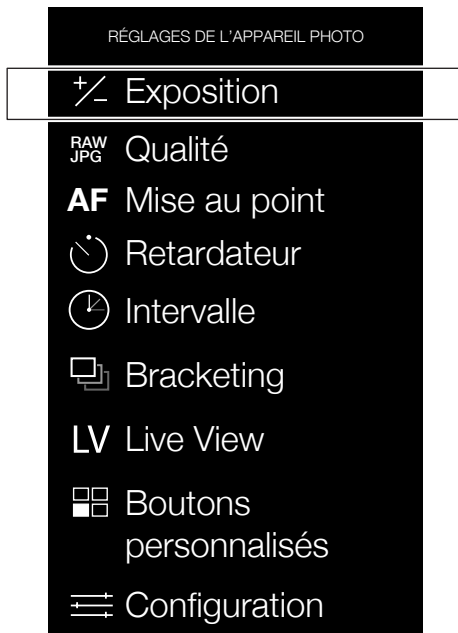 RÉGLAGES DE L'APPAREIL PHOTO
+/- Exposition
RAW JPG Qualité
AF Mise au point
Retardateur
Intervalle
Bracketing
LV Live View
Boutons
personnalisés
Configuration